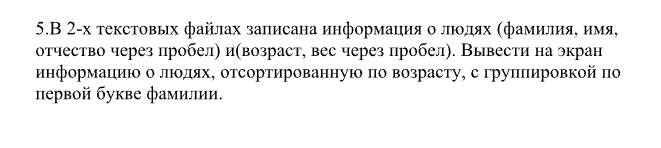 5.В 2-х текстовых файлах записана информация о людях (фамилия, имя,
отчество через пробел) и(возраст, вес через пробел). Вывести на экран
информацию о людях, отсортированную по возрасту, с группировкой по
первой букве фамилии.